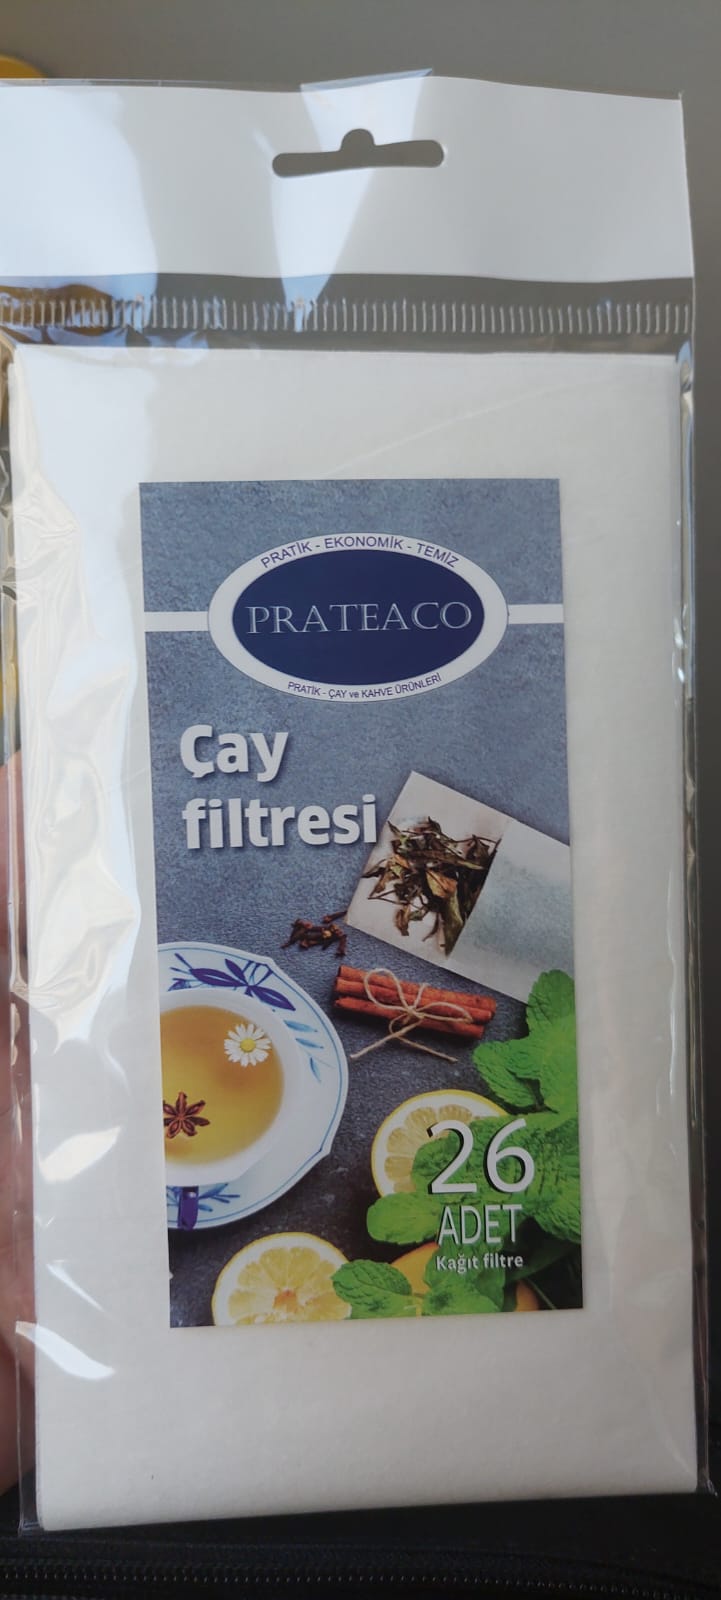 PRATİK - EKONOMİK - TEMİZ
PRATEACO
PRATİK - ÇAY ve KAHVE ÜRÜNLERİ
Çay
filtresi
26
ADET
Kağıt filtre